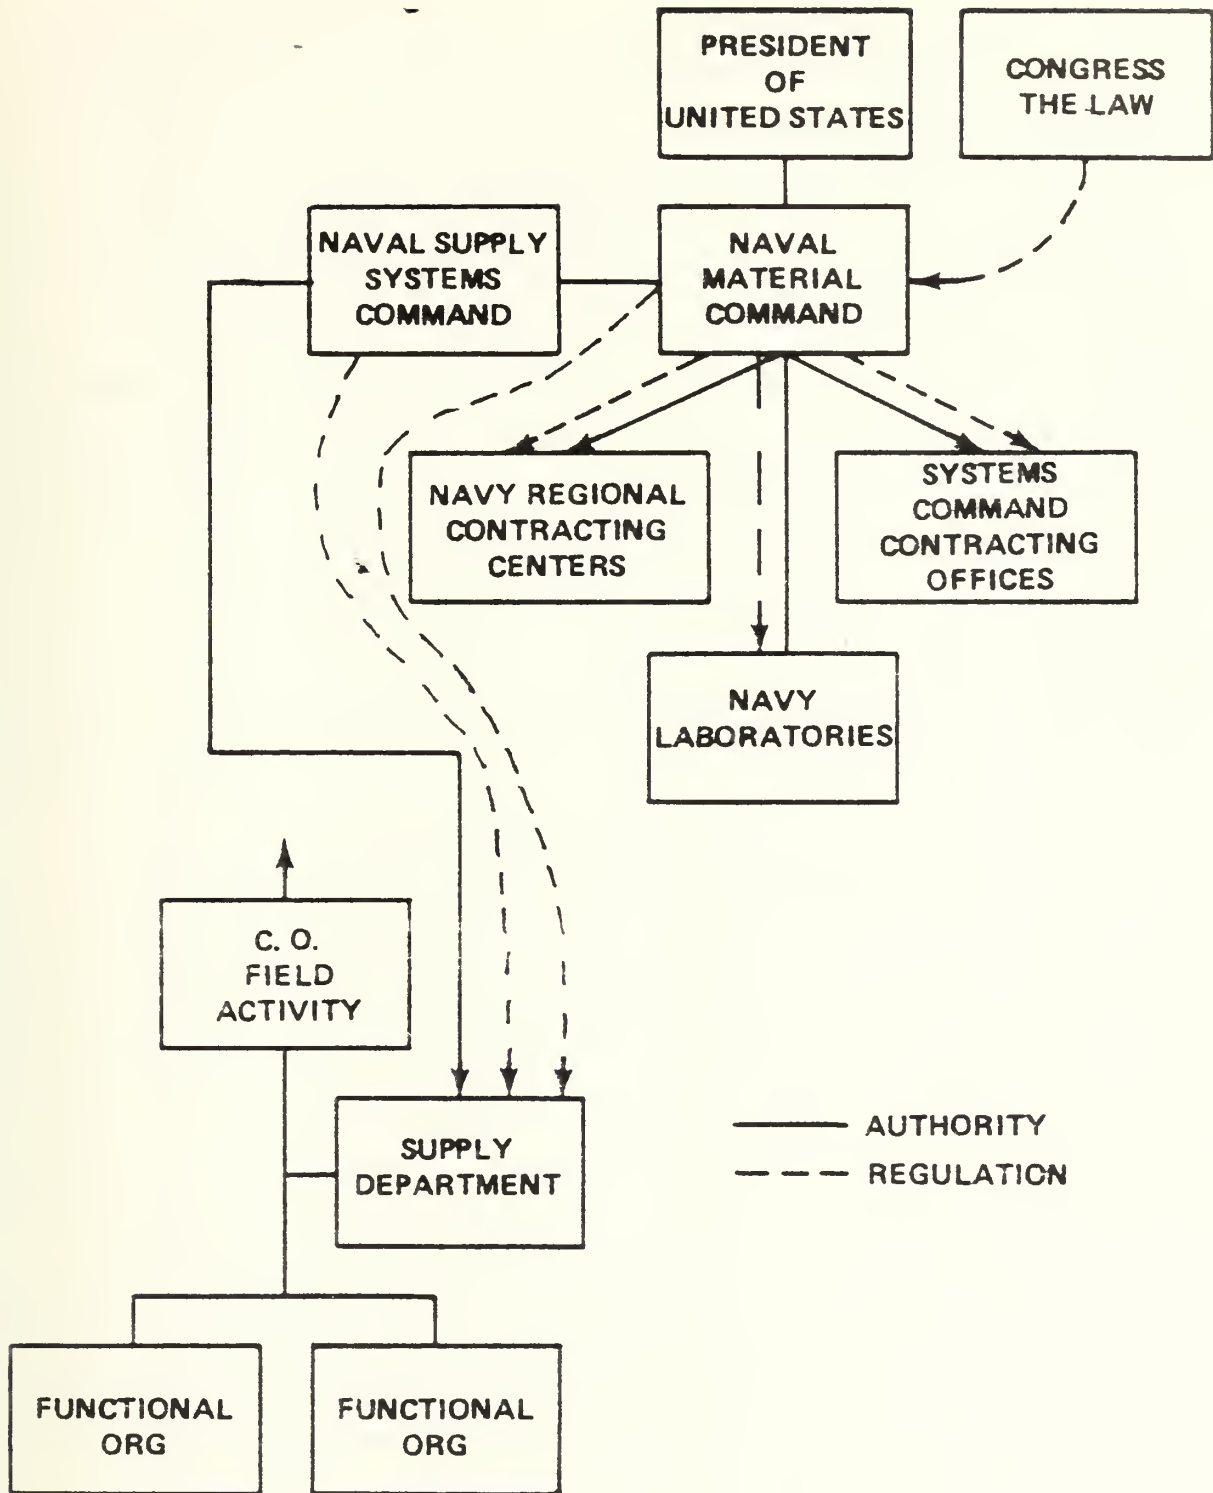 PRESIDENT
OF
UNITED STATES
CONGRESS
THE LAW
NAVAL SUPPLY
SYSTEMS
COMMAND
NAVAL
MATERIAL
COMMAND
NAVY REGIONAL
CONTRACTING
CENTERS
SYSTEMS
COMMAND
CONTRACTING
OFFICES
NAVY
LABORATORIES
C. O.
FIELD
ACTIVITY
SUPPLY
DEPARTMENT
AUTHORITY
REGULATION
FUNCTIONAL
ORG
FUNCTIONAL
ORG